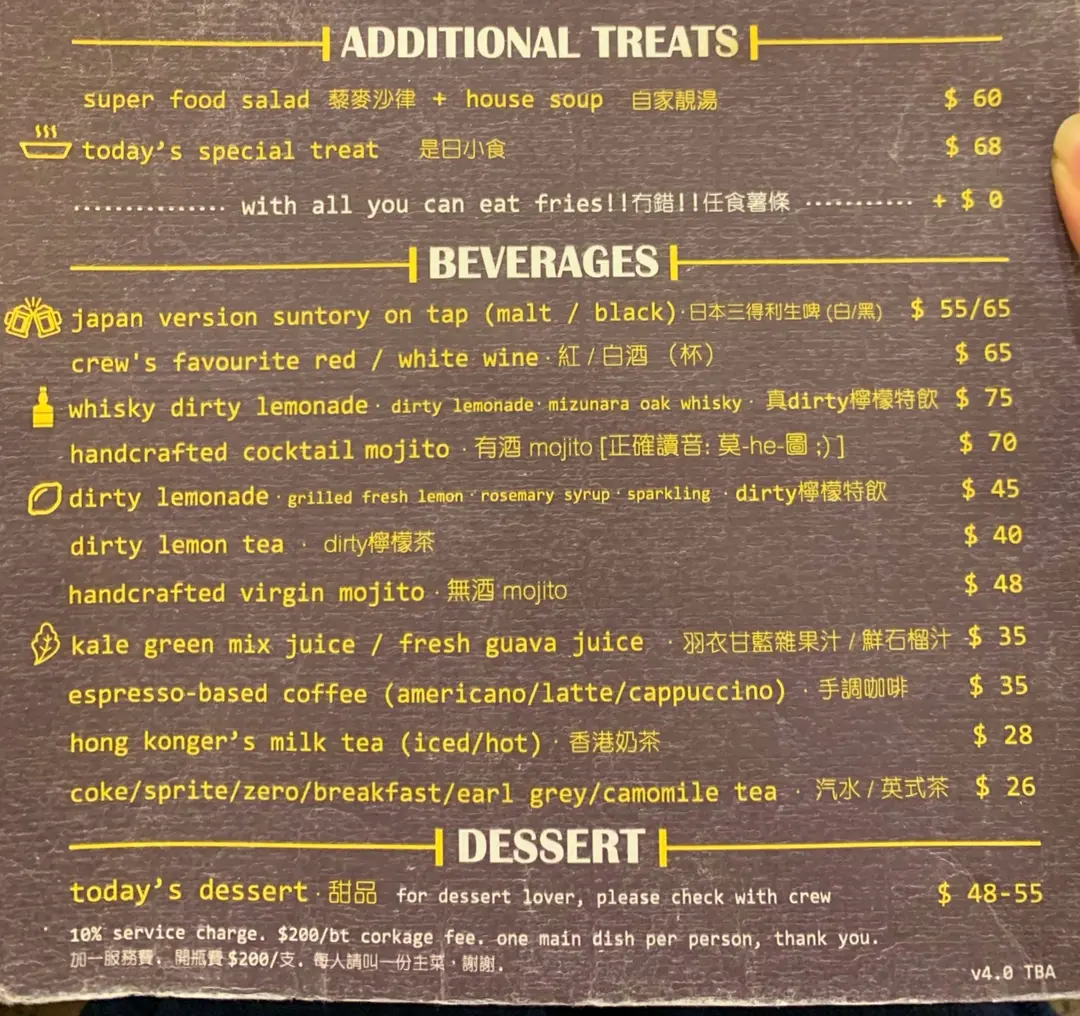 ADDITIONAL TREATS
super food salad 藜麥沙律 + house soup 自家靚湯 $ 60
today's special treat 是日小食 $ 68
............... with all you can eat fries!!冇錯!!任食薯條 .......... + $ 0
BEVERAGES
japan version suntory on tap (malt / black)·日本三得利生啤 (白/黑) $ 55/65
crew's favourite red / white wine · 紅 / 白酒 （杯） $ 65
whisky dirty lemonade · dirty lemonade · mizunara oak whisky · 真dirty檸檬特飲 $ 75
handcrafted cocktail mojito · 有酒 mojito [正確讀音: 莫-he-圖 ;) ] $ 70
dirty lemonade · grilled fresh lemon · rosemary syrup · sparkling · dirty檸檬特飲 $ 45
dirty lemon tea · dirty檸檬茶 $ 40
handcrafted virgin mojito · 無酒 mojito $ 48
kale green mix juice / fresh guava juice · 羽衣甘藍雜果汁 / 鮮石榴汁 $ 35
espresso-based coffee (americano/latte/cappuccino) · 手調咖啡 $ 35
hong konger's milk tea (iced/hot) · 香港奶茶 $ 28
coke/sprite/zero/breakfast/earl grey/camomile tea · 汽水 / 英式茶 $ 26
DESSERT
today's dessert · 甜品 for dessert lover, please check with crew $ 48-55
10% service charge. $200/bt corkage fee. one main dish per person, thank you.
加一服務費. 開瓶費 $200/支. 每人請叫一份主菜，謝謝.
v4.0 TBA